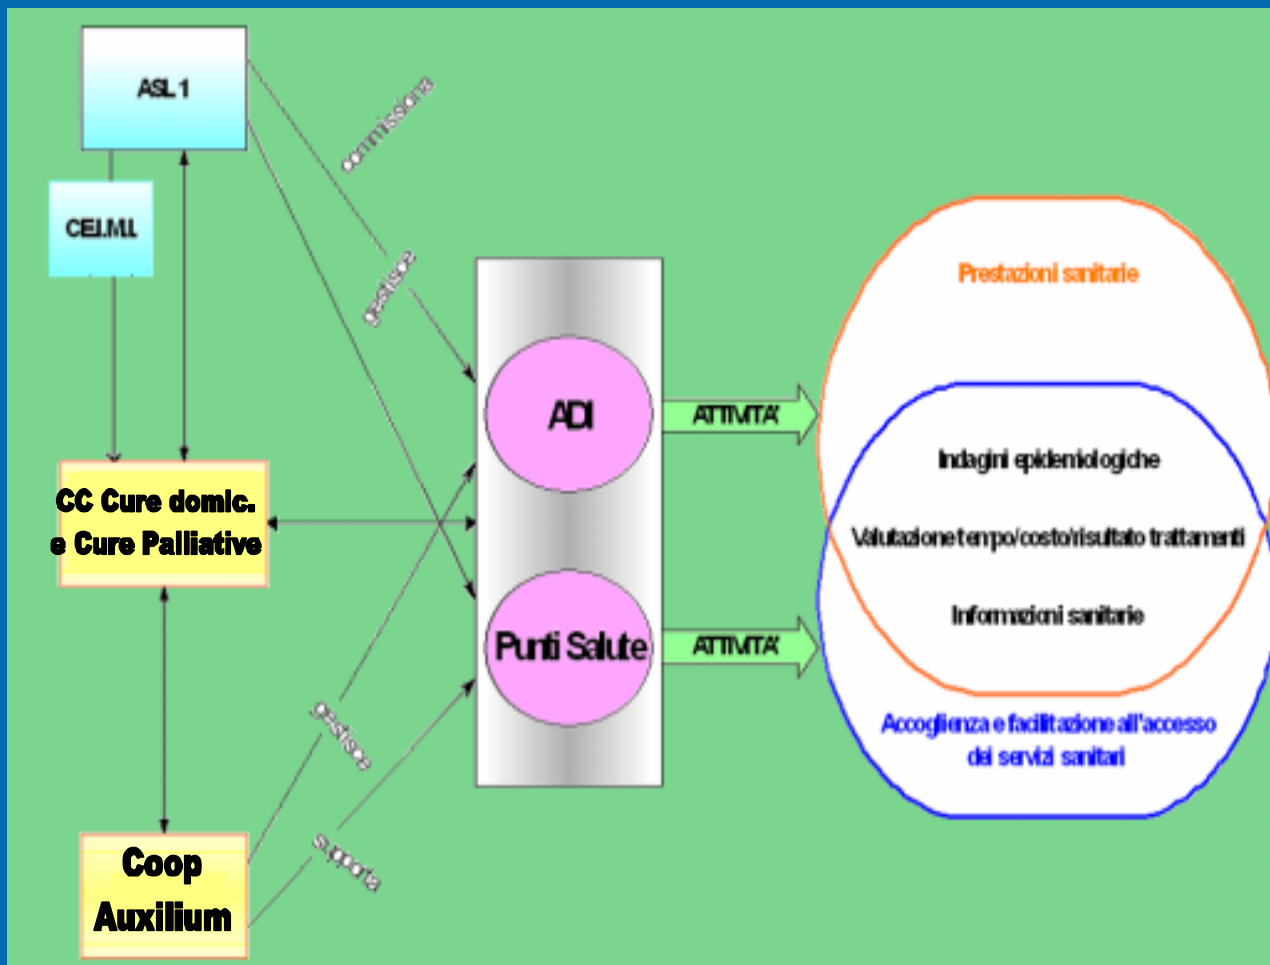 ASL 1
commissiona
CE.I.M.I.
gestisce
Prestazioni sanitarie
ADI
ATTIVITA'
Indagini epidemiologiche
CC Cure domic.
e Cure Palliative
Valutazione tempo/costo/risultato trattamenti
Informazioni sanitarie
Punti Salute
ATTIVITA'
gestisce
Accoglienza e facilitazione all'accesso
dei servizi sanitari
supporta
Coop
Auxilium